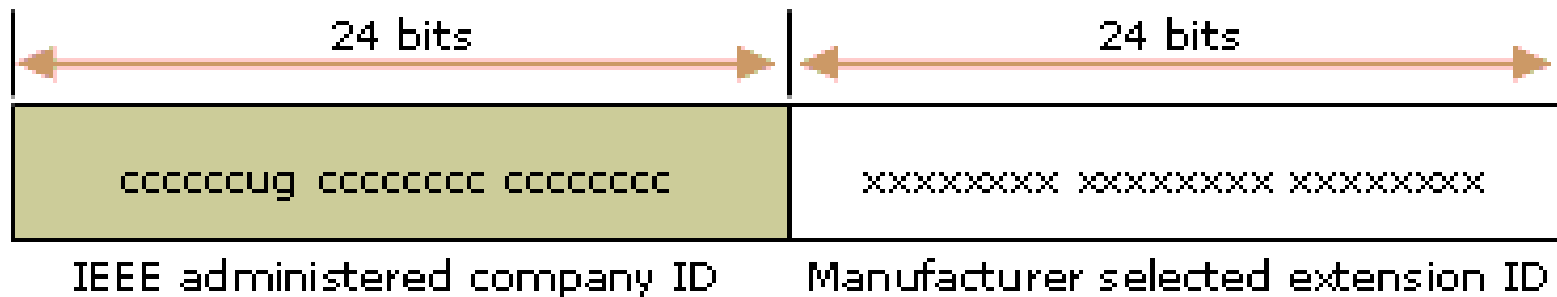 24 bits 24 bits
ccccccug cccccccc cccccccc xxxxxxxx xxxxxxxx xxxxxxxx
IEEE administered company ID Manufacturer selected extension ID